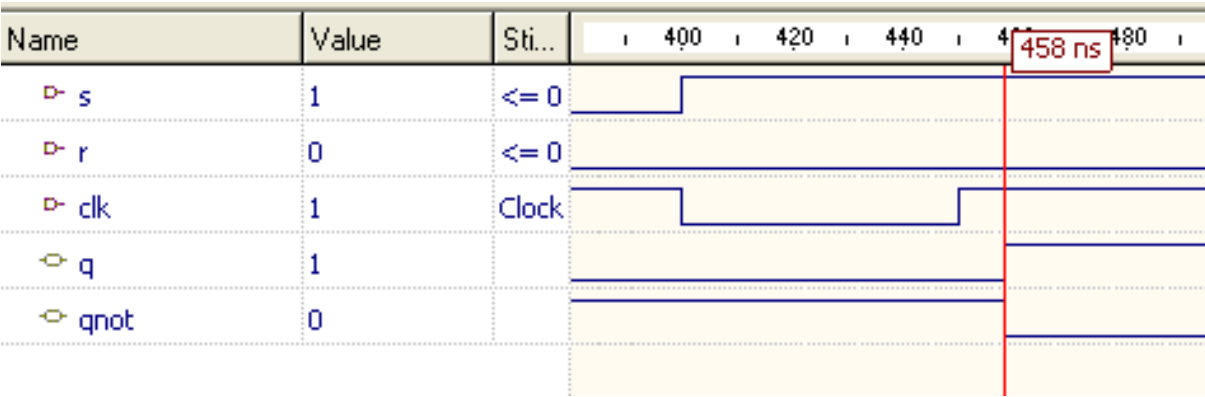 Name Value Sti... 400 420 440 458 ns 480
s 1 <= 0
r 0 <= 0
clk 1 Clock
q 1
qnot 0